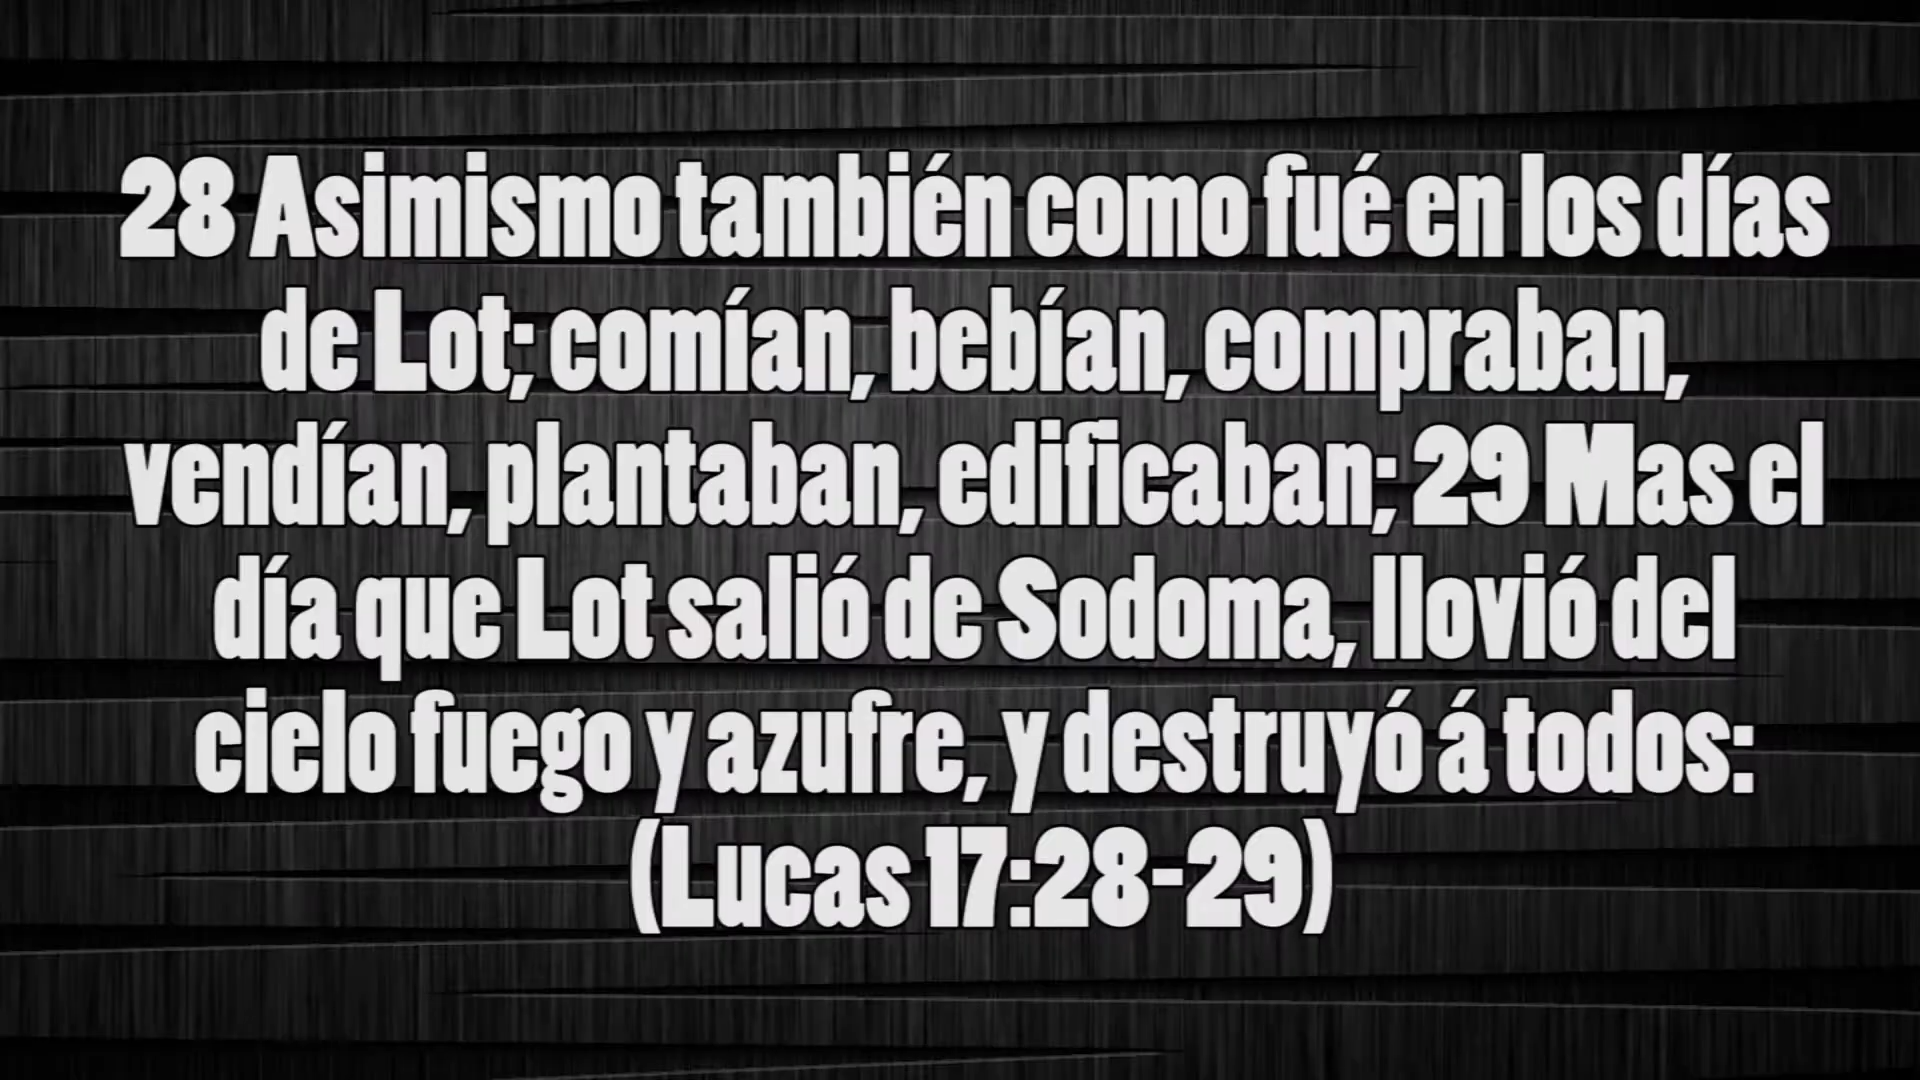 28 Asimismo también como fué en los días
de Lot; comían, bebían, compraban,
vendían, plantaban, edificaban; 29 Mas el
día que Lot salió de Sodoma, llovió del
cielo fuego y azufre, y destruyó á todos:
(Lucas 17:28-29)